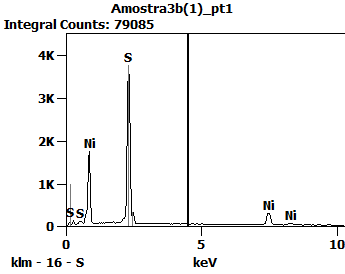 Amostra3b(1)_pt1
Integral Counts: 79085
4K
S
3K
2K
Ni
1K
S S
Ni
Ni
0
0 5 10
klm - 16 - S keV